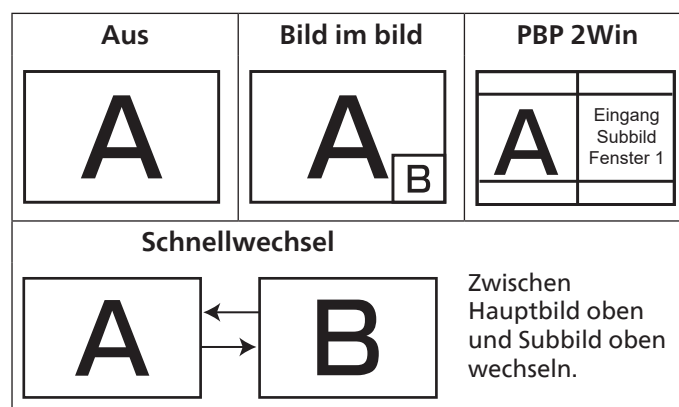 Aus
Bild im bild
PBP 2Win
A
A
B
A
Eingang
Subbild
Fenster 1
Schnellwechsel
A
B
Zwischen
Hauptbild oben
und Subbild oben
wechseln.